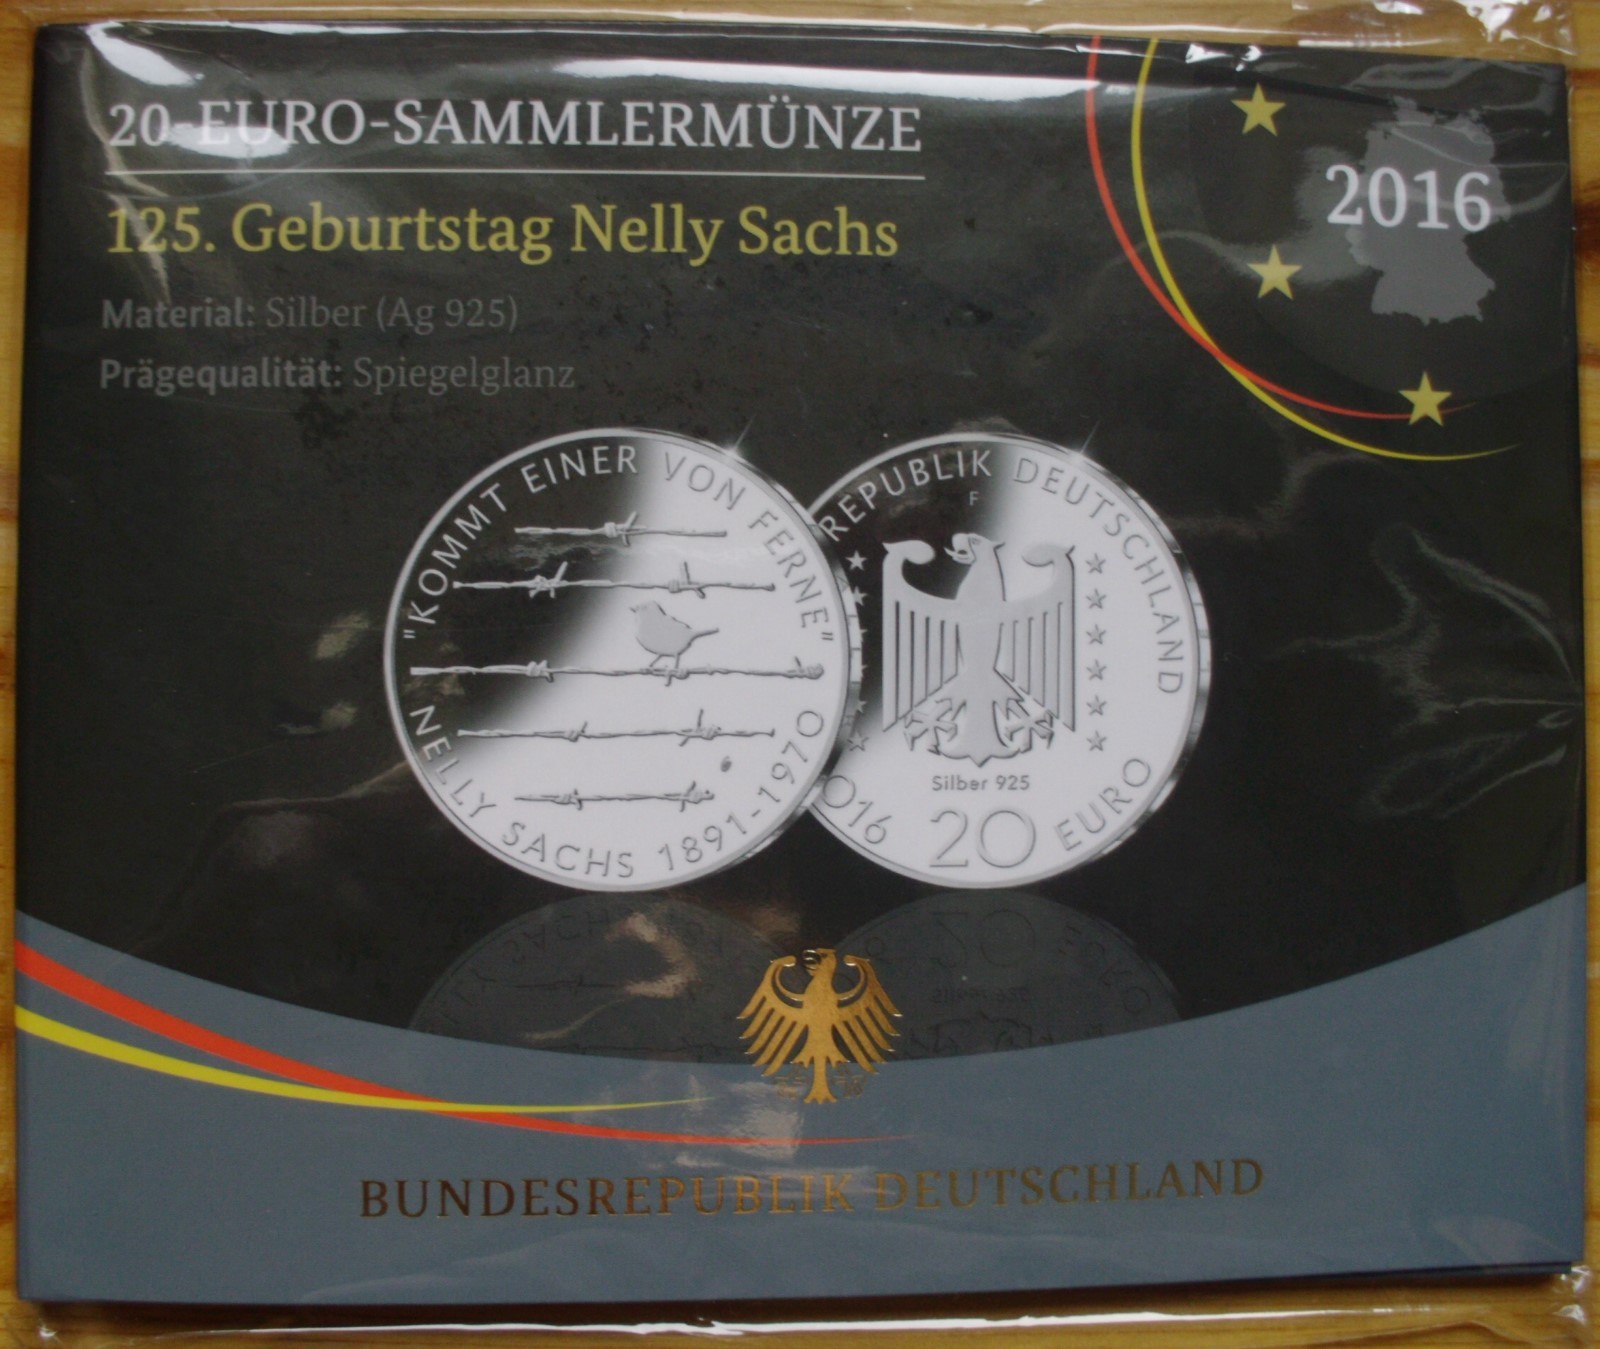 20-EURO-SAMMLERMÜNZE
125. Geburtstag Nelly Sachs
2016
Material: Silber (Ag 925)
Prägequalität: Spiegelglanz
"KOMMT EINER VON FERNE"
NELLY SACHS 1891-1970
REPUBLIK DEUTSCHLAND
F
Silber 925
016 20 EURO
BUNDESREPUBLIK DEUTSCHLAND